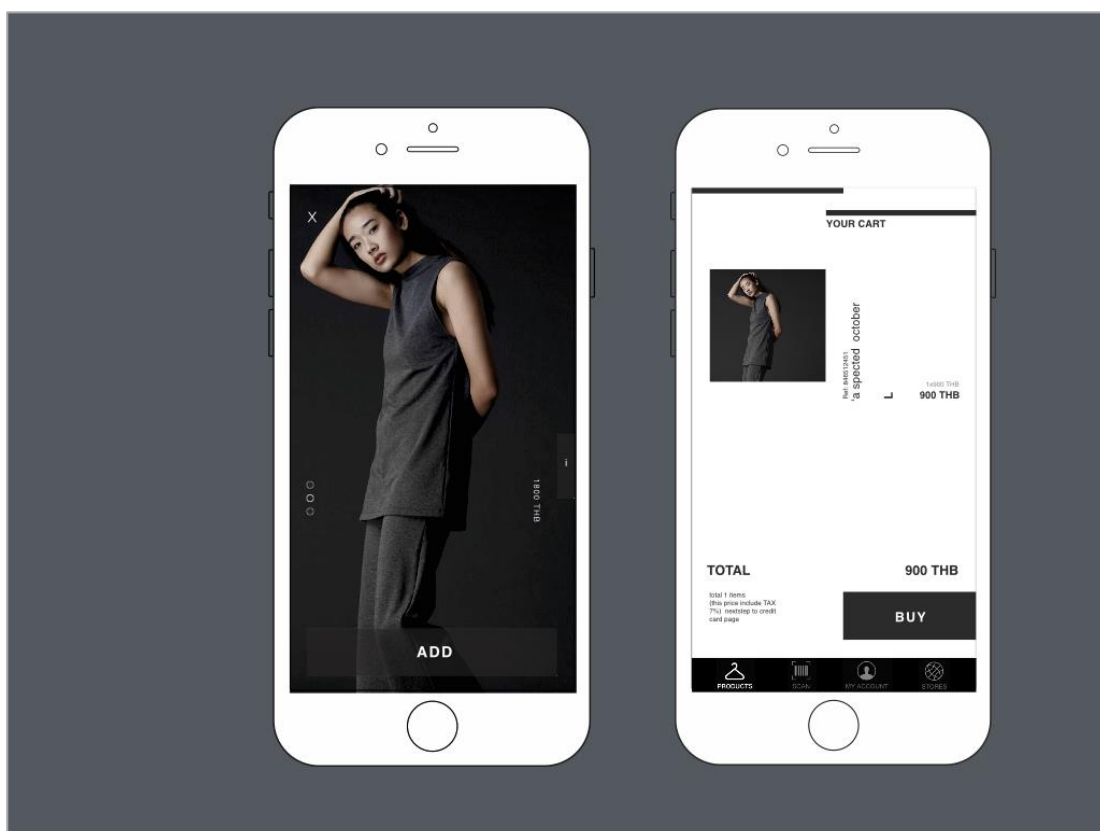 X
i
1800 THB
ADD
YOUR CART
Ref: 846512451
'a spected october
L
1x900 THB
900 THB
TOTAL
900 THB
total 1 items
(this price include TAX
7%) nextstep to credit
card page
BUY
PRODUCTS
SCAN
MY ACCOUNT
STORES